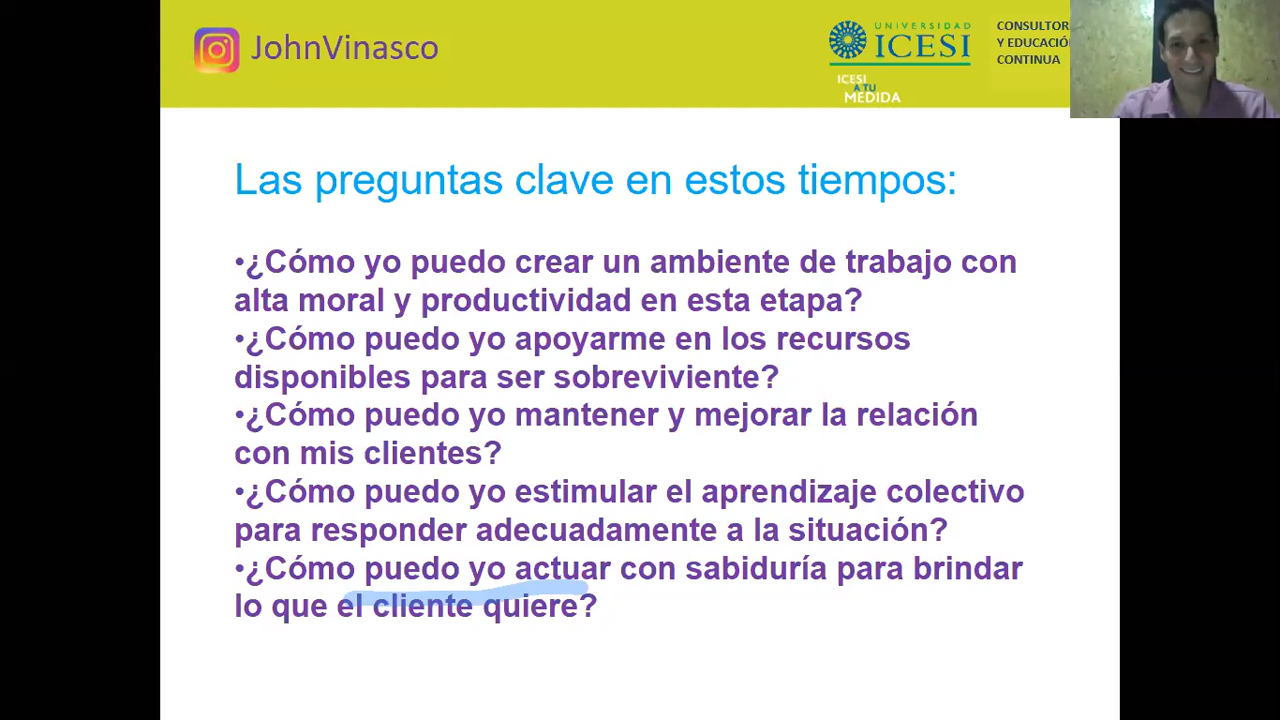 JohnVinasco
UNIVERSIDAD
ICESI
ICESI
A TU
MEDIDA
CONSULTOR
Y EDUCACIÓN
CONTINUA
Las preguntas clave en estos tiempos:
•¿Cómo yo puedo crear un ambiente de trabajo con
alta moral y productividad en esta etapa?
•¿Cómo puedo yo apoyarme en los recursos
disponibles para ser sobreviviente?
•¿Cómo puedo yo mantener y mejorar la relación
con mis clientes?
•¿Cómo puedo yo estimular el aprendizaje colectivo
para responder adecuadamente a la situación?
•¿Cómo puedo yo actuar con sabiduría para brindar
lo que el cliente quiere?